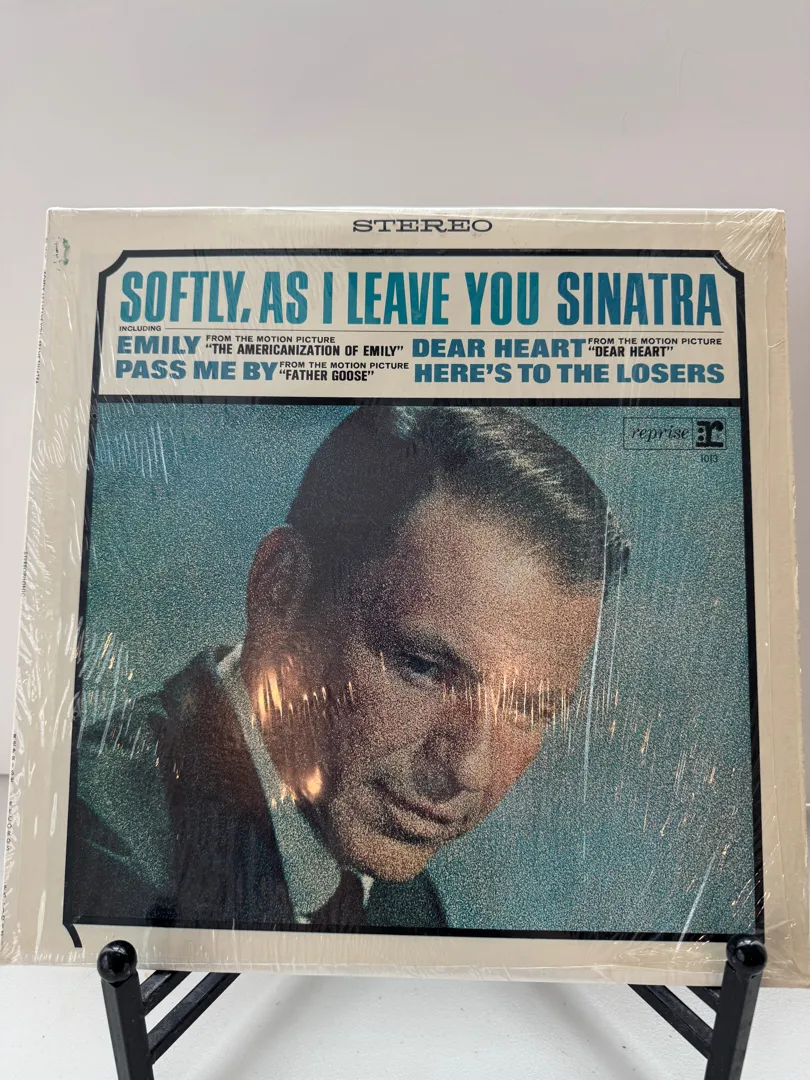 STEREO
SOFTLY, AS I LEAVE YOU SINATRA
INCLUDING
EMILY FROM THE MOTION PICTURE "THE AMERICANIZATION OF EMILY" DEAR HEART FROM THE MOTION PICTURE "DEAR HEART"
PASS ME BY FROM THE MOTION PICTURE "FATHER GOOSE" HERE'S TO THE LOSERS
reprise r
1013